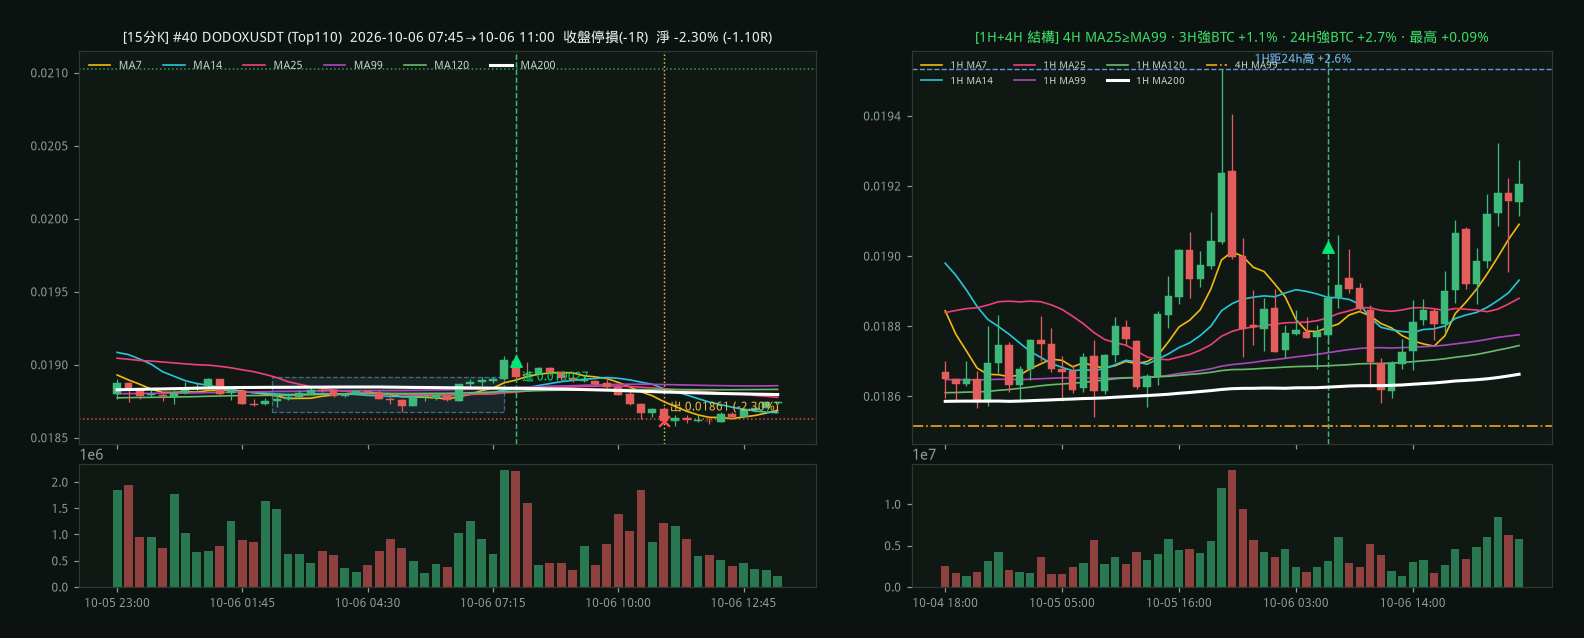 [15分K] #40 DODOXUSDT (Top110)  2026-10-06 07:45→10-06 11:00  收盤停損(-1R)  淨 -2.30% (-1.10R)
MA7 MA14 MA25 MA99 MA120 MA200
0.0210
0.0205
0.0200
0.0195
0.0190
0.0185
出 0.01861 (-2.30%)
1e6
2.0
1.5
1.0
0.5
0.0
10-05 23:00 10-06 01:45 10-06 04:30 10-06 07:15 10-06 10:00 10-06 12:45
[1H+4H 結構] 4H MA25≥MA99 · 3H強BTC +1.1% · 24H強BTC +2.7% · 最高 +0.09%
1H距24h高 +2.6%
1H MA7 1H MA25 1H MA120 4H MA99
1H MA14 1H MA99 1H MA200
0.0194
0.0192
0.0190
0.0188
0.0186
1e7
1.0
0.5
0.0
10-04 18:00 10-05 05:00 10-05 16:00 10-06 03:00 10-06 14:00